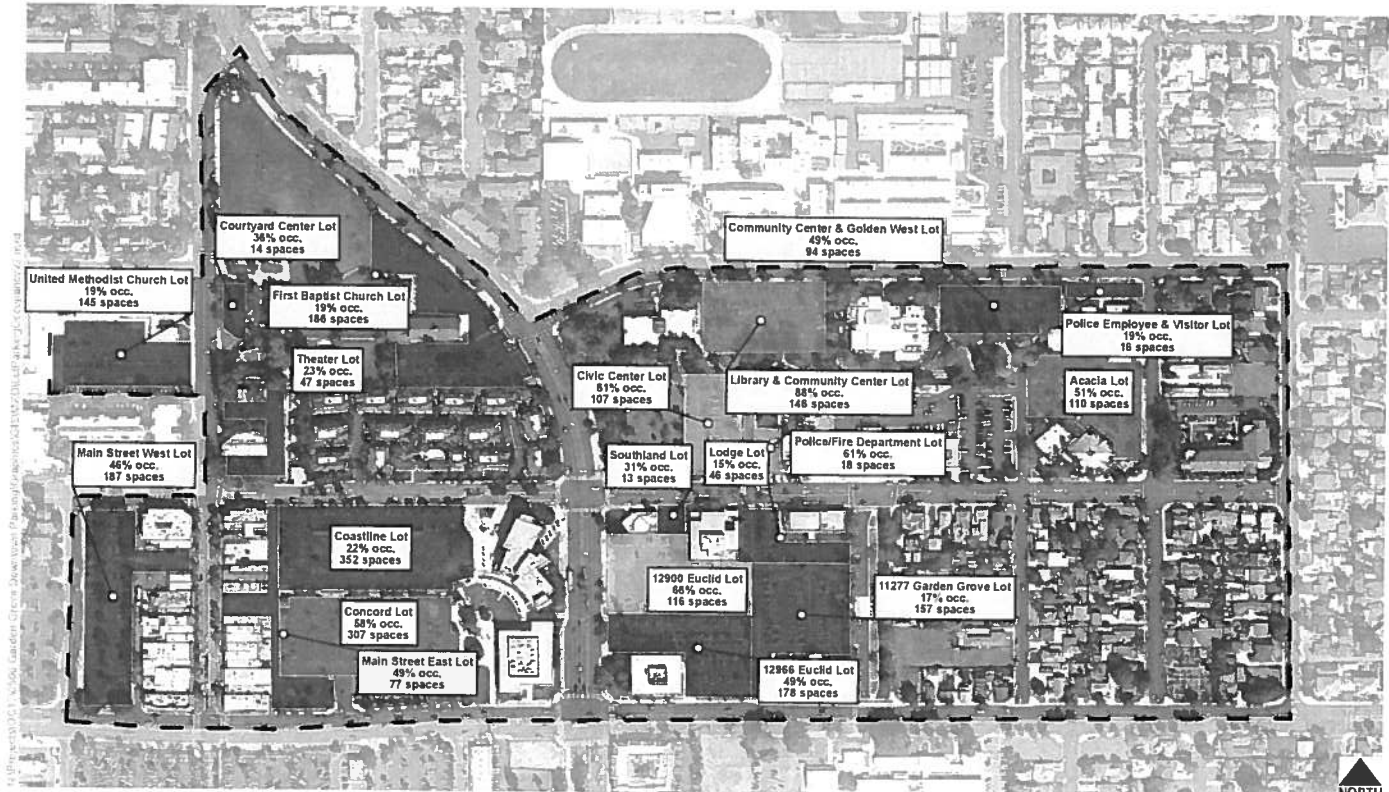 Courtyard Center Lot
36% occ.
14 spaces
Community Center & Golden West Lot
49% occ.
94 spaces
United Methodist Church Lot
19% occ.
145 spaces
First Baptist Church Lot
19% occ.
186 spaces
Police Employee & Visitor Lot
19% occ.
16 spaces
Theater Lot
23% occ.
47 spaces
Civic Center Lot
81% occ.
107 spaces
Library & Community Center Lot
88% occ.
146 spaces
Acacia Lot
51% occ.
110 spaces
Main Street West Lot
46% occ.
187 spaces
Southland Lot
31% occ.
13 spaces
Lodge Lot
15% occ.
46 spaces
Police/Fire Department Lot
61% occ.
18 spaces
Coastline Lot
22% occ.
352 spaces
12900 Euclid Lot
66% occ.
116 spaces
11277 Garden Grove Lot
17% occ.
157 spaces
Concord Lot
58% occ.
307 spaces
Main Street East Lot
49% occ.
77 spaces
12966 Euclid Lot
49% occ.
178 spaces
NORTH